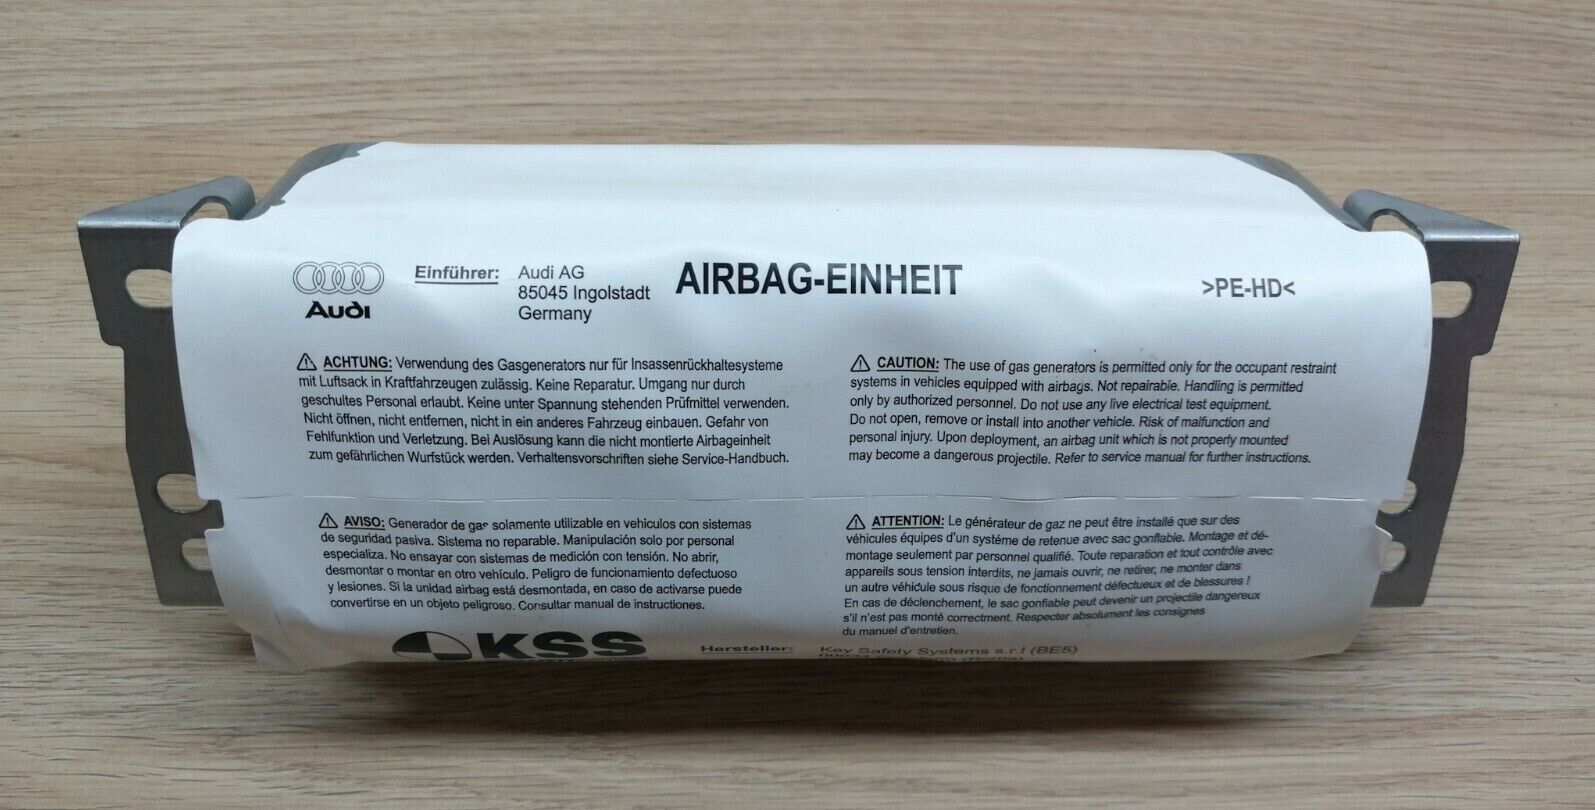 Audi
Einführer: Audi AG
85045 Ingolstadt
Germany
AIRBAG-EINHEIT
>PE-HD<
⚠ ACHTUNG: Verwendung des Gasgenerators nur für Insassenrückhaltesysteme
mit Luftsack in Kraftfahrzeugen zulässig. Keine Reparatur. Umgang nur durch
geschultes Personal erlaubt. Keine unter Spannung stehenden Prüfmittel verwenden.
Nicht öffnen, nicht entfernen, nicht in ein anderes Fahrzeug einbauen. Gefahr von
Fehlfunktion und Verletzung. Bei Auslösung kann die nicht montierte Airbageinheit
zum gefährlichen Wurfstück werden. Verhaltensvorschriften siehe Service-Handbuch.
⚠ CAUTION: The use of gas generators is permitted only for the occupant restraint
systems in vehicles equipped with airbags. Not repairable. Handling is permitted
only by authorized personnel. Do not use any live electrical test equipment.
Do not open, remove or install into another vehicle. Risk of malfunction and
personal injury. Upon deployment, an airbag unit which is not properly mounted
may become a dangerous projectile. Refer to service manual for further instructions.
⚠ AVISO: Generador de gas solamente utilizable en vehiculos con sistemas
de seguridad pasiva. Sistema no reparable. Manipulación solo por personal
especializa. No ensayar con sistemas de medición con tensión. No abrir,
desmontar o montar en otro vehículo. Peligro de funcionamiento defectuoso
y lesiones. Si la unidad airbag está desmontada, en caso de activarse puede
convertirse en un objeto peligroso. Consultar manual de instrucciones.
⚠ ATTENTION: Le générateur de gaz ne peut être installé que sur des
véhicules équipes d'un systéme de retenue avec sac gonflable. Montage et dé-
montage seulement par personnel qualifié. Toute reparation et tout contrôle avec
appareils sous tension interdits, ne jamais ouvrir, ne retirer, ne monter dans
un autre véhicule sous risque de fonctionnement défectueux et de blessures !
En cas de déclenchement, le sac gonflable peut devenir un projectile dangereux
s'il n'est pas monté correctment. Respecter absolument les consignes
du manuel d'entretien.
KSS
Hersteller: Key Safety Systems s.r.l (BE5)